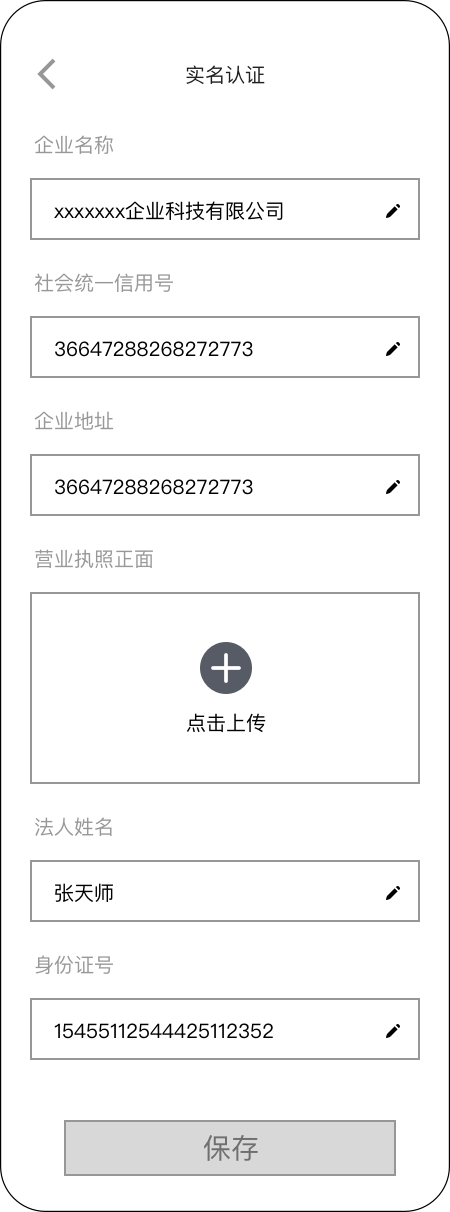 实名认证
企业名称
xxxxxxx企业科技有限公司
社会统一信用号
36647288268272773
企业地址
36647288268272773
营业执照正面
点击上传
法人姓名
张天师
身份证号
15455112544425112352
保存